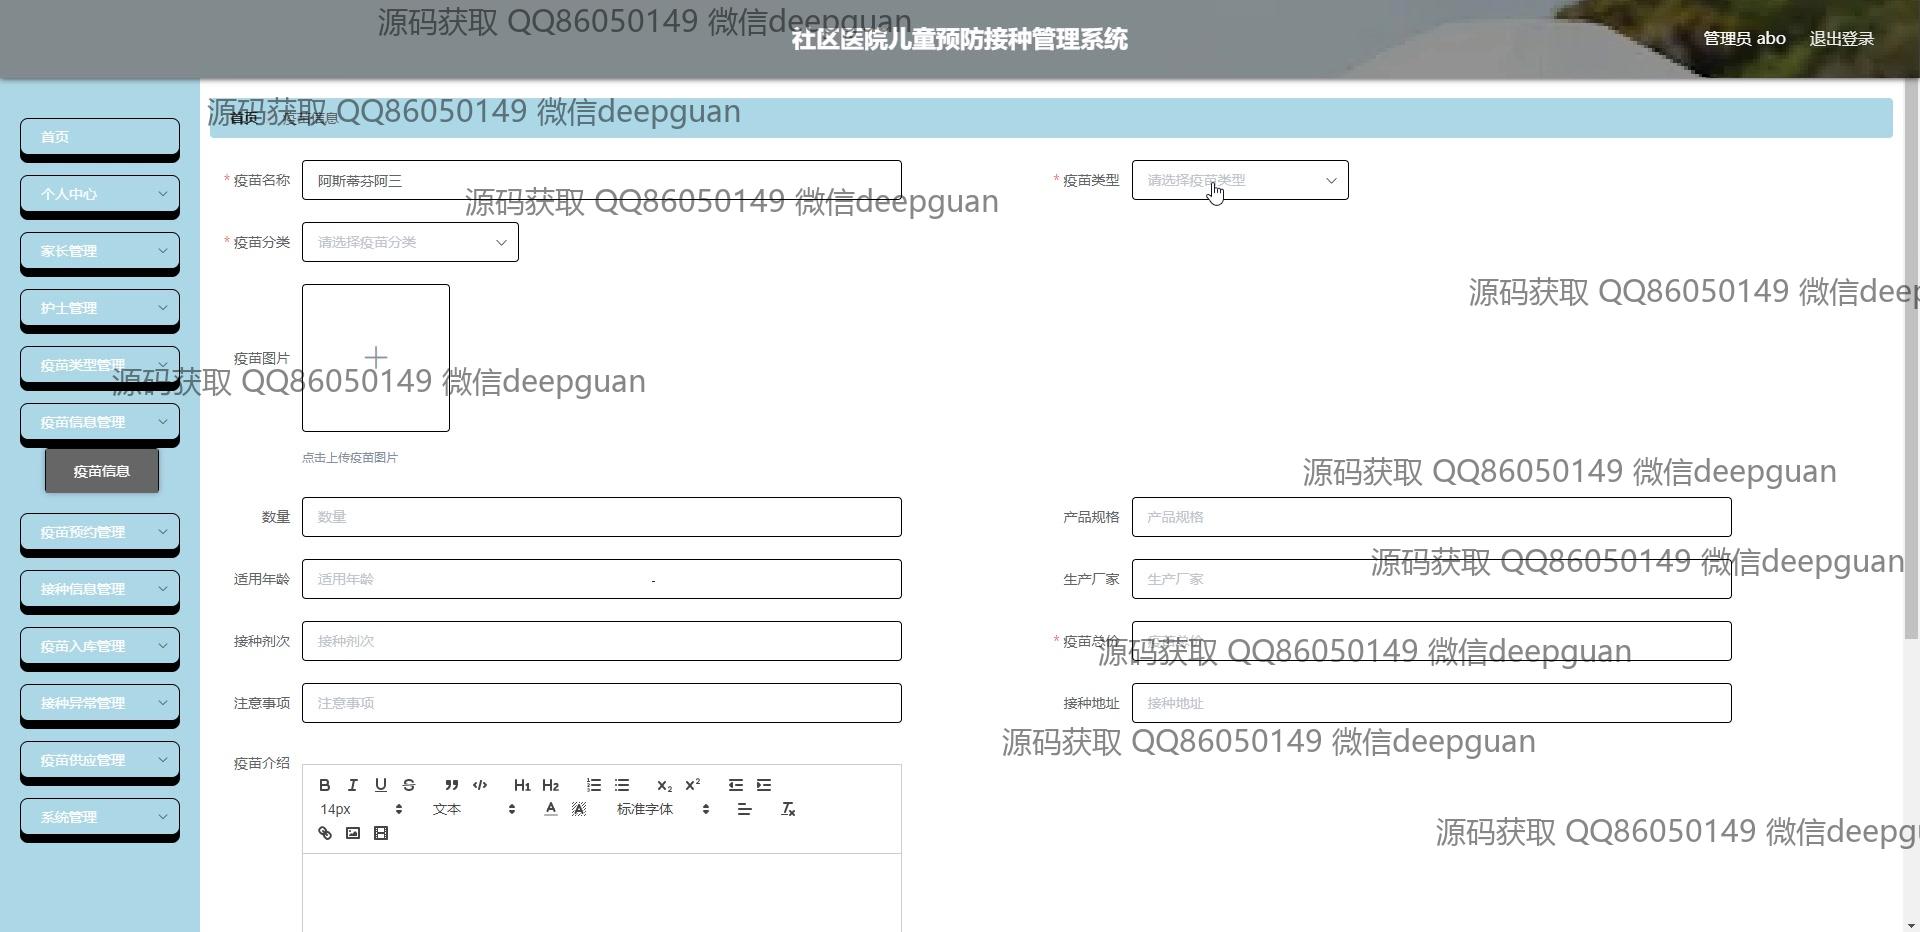 源码获取 QQ86050149 微信deepguan
社区医院儿童预防接种管理系统
管理员 abo 退出登录
源码获取 QQ86050149 微信deepguan
首页 疫苗信息
首页
个人中心
家长管理
护士管理
疫苗类型管理
疫苗信息管理
疫苗信息
疫苗预约管理
接种信息管理
疫苗入库管理
接种异常管理
疫苗供应管理
系统管理
* 疫苗名称 阿斯蒂芬阿三
* 疫苗类型 请选择疫苗类型
源码获取 QQ86050149 微信deepguan
* 疫苗分类 请选择疫苗分类
源码获取 QQ86050149 微信deep
疫苗图片
源码获取 QQ86050149 微信deepguan
点击上传疫苗图片
源码获取 QQ86050149 微信deepguan
数量 数量
产品规格 产品规格
源码获取 QQ86050149 微信deepguan
适用年龄 适用年龄 -
生产厂家 生产厂家
接种剂次 接种剂次
* 疫苗总价 疫苗总价
源码获取 QQ86050149 微信deepguan
注意事项 注意事项
接种地址 接种地址
源码获取 QQ86050149 微信deepguan
疫苗介绍
B I U S H1 H2 X2 X2
14px 文本 A A 标准字体 Tx
源码获取 QQ86050149 微信deepgu